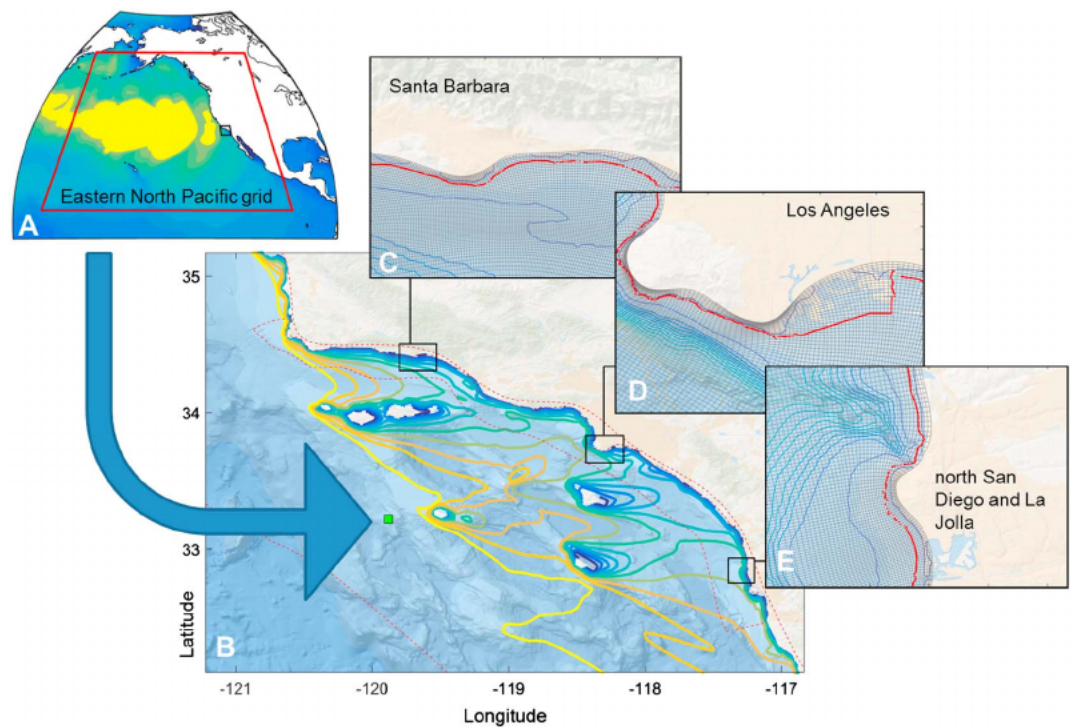 Eastern North Pacific grid
A
Santa Barbara
C
Los Angeles
D
north San
Diego and La
Jolla
E
35
34
33
Latitude
B
-121
-120
-119
-118
-117
Longitude